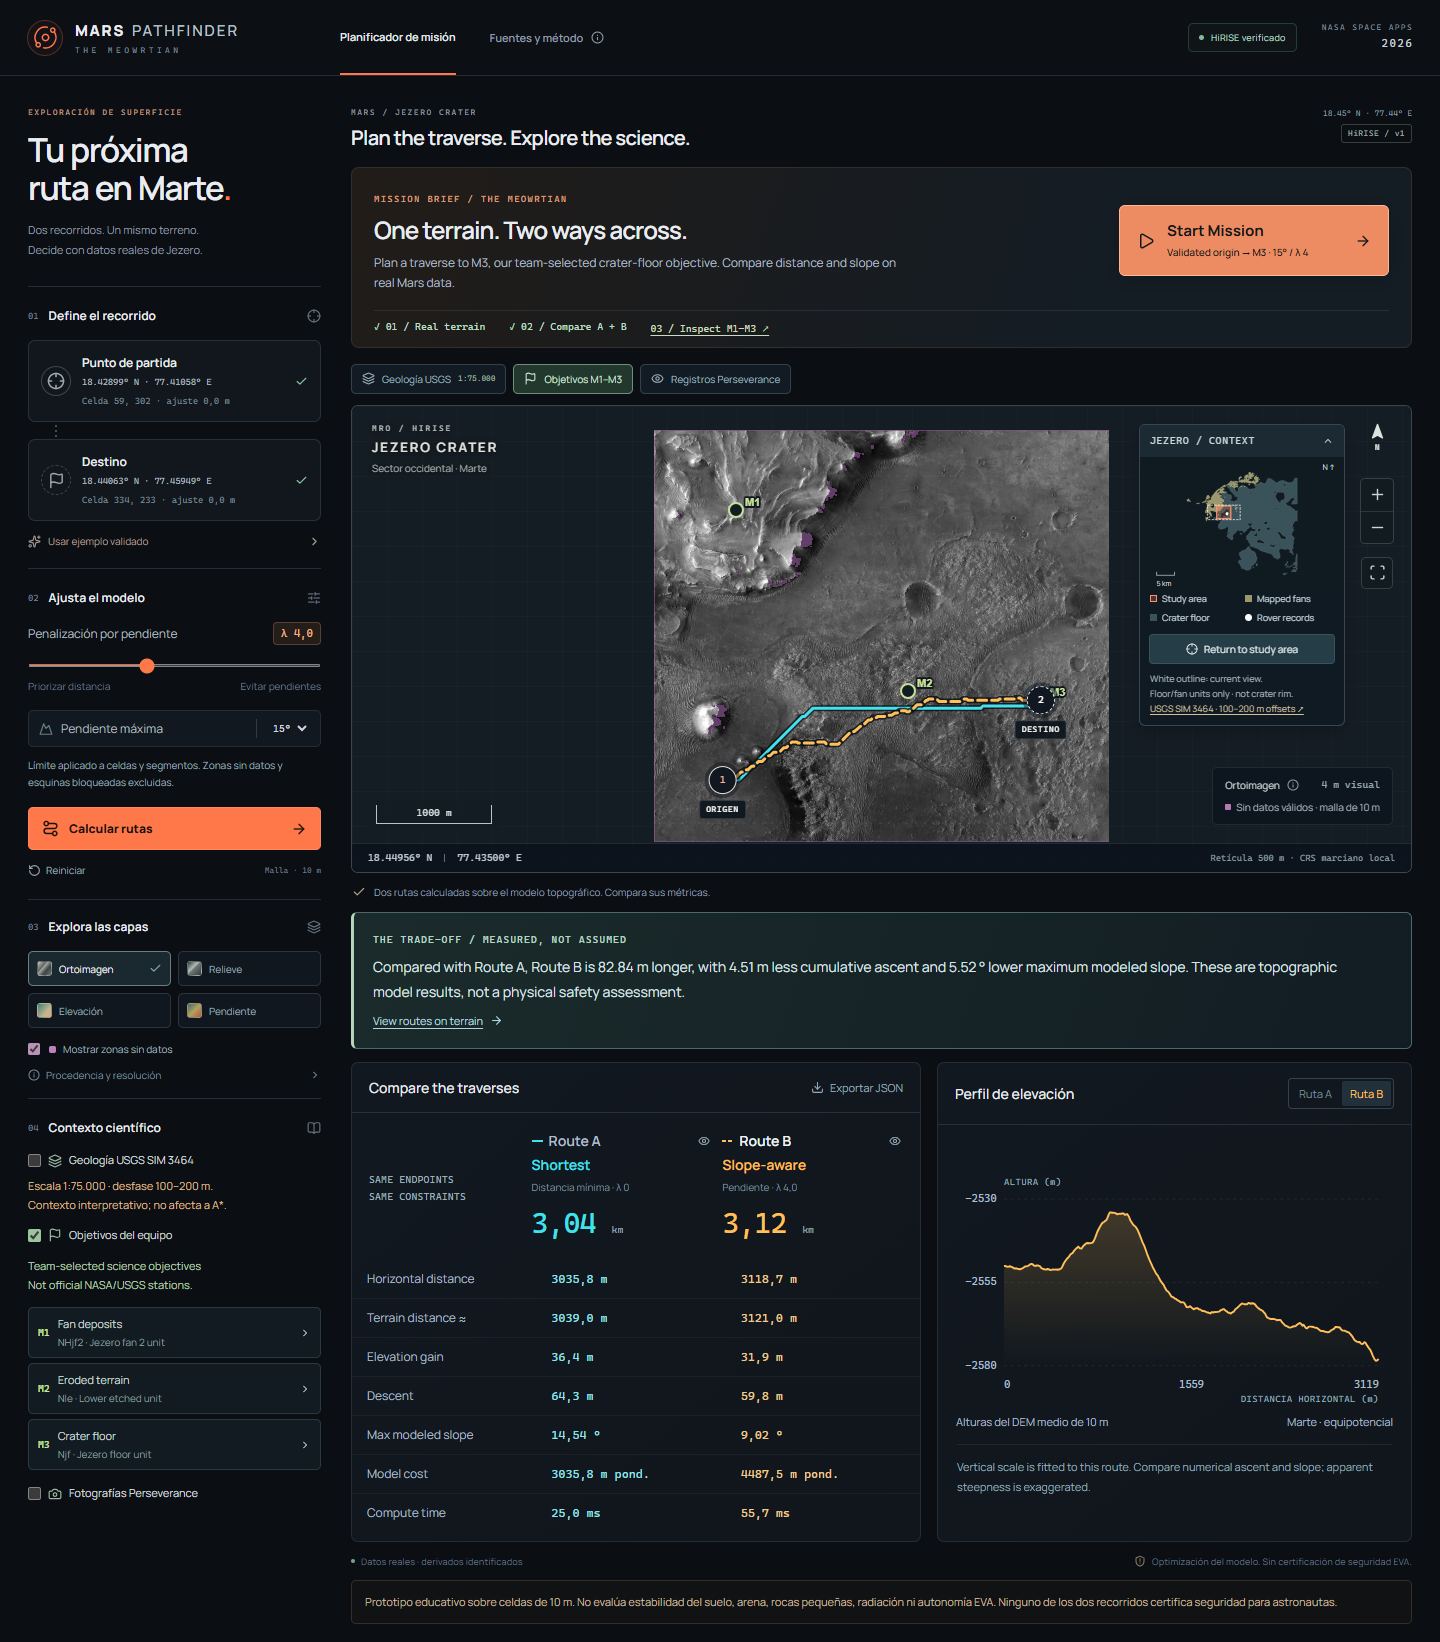 MARS PATHFINDER
THE MEOWRTIAN
Planificador de misión
Fuentes y método
HiRISE verificado
NASA SPACE APPS
2026
EXPLORACIÓN DE SUPERFICIE
Tu próxima
ruta en Marte.
Dos recorridos. Un mismo terreno.
Decide con datos reales de Jezero.
01 Define el recorrido
Punto de partida
18.42899° N · 77.41058° E
Celda 59, 302 · ajuste 0,0 m
Destino
18.44063° N · 77.45949° E
Celda 334, 233 · ajuste 0,0 m
Usar ejemplo validado
02 Ajusta el modelo
Penalización por pendiente
λ 4,0
Priorizar distancia
Evitar pendientes
Pendiente máxima
15°
Límite aplicado a celdas y segmentos. Zonas sin datos y
esquinas bloqueadas excluidas.
Calcular rutas
Reiniciar
Malla · 10 m
03 Explora las capas
Ortoimagen
Relieve
Elevación
Pendiente
Mostrar zonas sin datos
Procedencia y resolución
04 Contexto científico
Geología USGS SIM 3464
Escala 1:75.000 · desfase 100–200 m.
Contexto interpretativo; no afecta a A*.
Objetivos del equipo
Team-selected science objectives
Not official NASA/USGS stations.
M1 Fan deposits
NHjf2 · Jezero fan 2 unit
M2 Eroded terrain
Nle · Lower etched unit
M3 Crater floor
Njf · Jezero floor unit
Fotografías Perseverance
MARS / JEZERO CRATER
Plan the traverse. Explore the science.
18.45° N · 77.44° E
HiRISE / v1
MISSION BRIEF / THE MEOWRTIAN
One terrain. Two ways across.
Plan a traverse to M3, our team-selected crater-floor objective. Compare distance and slope on
real Mars data.
Start Mission
Validated origin → M3 · 15° / λ 4
✓ 01 / Real terrain
✓ 02 / Compare A + B
03 / Inspect M1–M3 ↗
Geología USGS 1:75.000
Objetivos M1–M3
Registros Perseverance
MRO / HIRISE
JEZERO CRATER
Sector occidental · Marte
M1
M2
M3
1
ORIGEN
2
DESTINO
1000 m
JEZERO / CONTEXT
N ↑
5 km
Study area
Mapped fans
Crater floor
Rover records
Return to study area
White outline: current view.
Floor/fan units only · not crater rim.
USGS SIM 3464 · 100–200 m offsets ↗
N
+
−
Ortoimagen
4 m visual
Sin datos válidos · malla de 10 m
18.44956° N | 77.43500° E
Retícula 500 m · CRS marciano local
Dos rutas calculadas sobre el modelo topográfico. Compara sus métricas.
THE TRADE-OFF / MEASURED, NOT ASSUMED
Compared with Route A, Route B is 82.84 m longer, with 4.51 m less cumulative ascent and 5.52 ° lower maximum modeled slope. These are topographic
model results, not a physical safety assessment.
View routes on terrain →
Compare the traverses
Exportar JSON
SAME ENDPOINTS
SAME CONSTRAINTS
Route A
Shortest
Distancia mínima · λ 0
3,04 km
Route B
Slope-aware
Pendiente · λ 4,0
3,12 km
Horizontal distance 3035,8 m 3118,7 m
Terrain distance ≈ 3039,0 m 3121,0 m
Elevation gain 36,4 m 31,9 m
Descent 64,3 m 59,8 m
Max modeled slope 14,54 ° 9,02 °
Model cost 3035,8 m pond. 4487,5 m pond.
Compute time 25,0 ms 55,7 ms
Perfil de elevación
Ruta A
Ruta B
ALTURA (m)
−2530
−2555
−2580
0 1559 3119
DISTANCIA HORIZONTAL (m)
Alturas del DEM medio de 10 m
Marte · equipotencial
Vertical scale is fitted to this route. Compare numerical ascent and slope; apparent
steepness is exaggerated.
Datos reales · derivados identificados
Optimización del modelo. Sin certificación de seguridad EVA.
Prototipo educativo sobre celdas de 10 m. No evalúa estabilidad del suelo, arena, rocas pequeñas, radiación ni autonomía EVA. Ninguno de los dos recorridos certifica seguridad para astronautas.